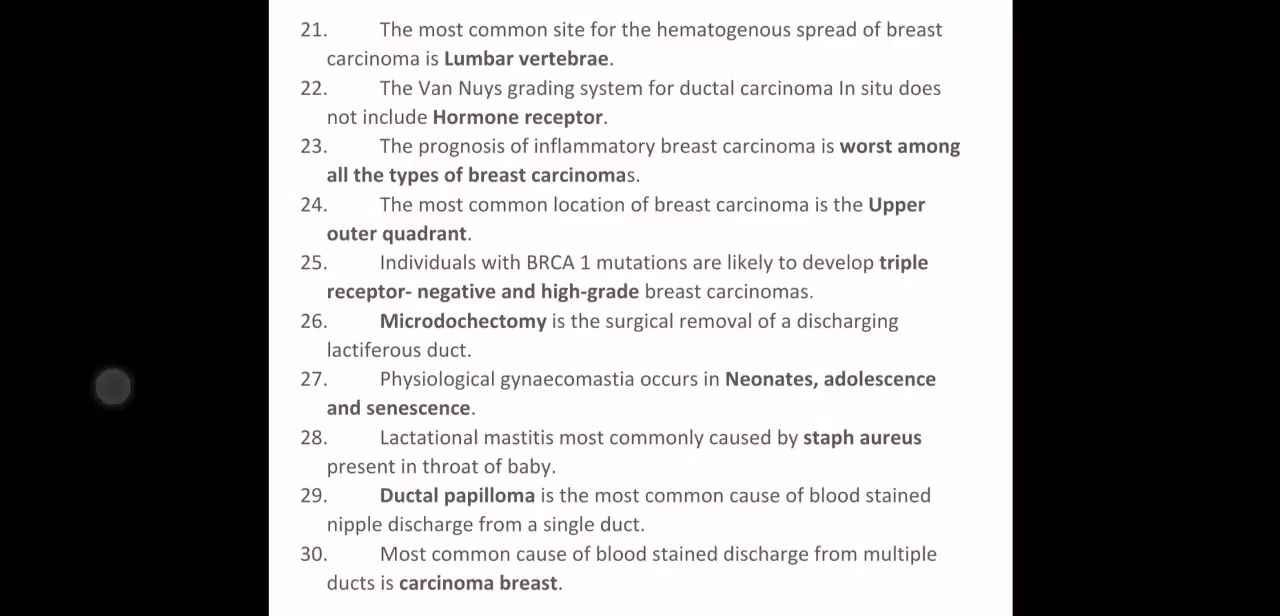 21. The most common site for the hematogenous spread of breast
carcinoma is Lumbar vertebrae.
22. The Van Nuys grading system for ductal carcinoma In situ does
not include Hormone receptor.
23. The prognosis of inflammatory breast carcinoma is worst among
all the types of breast carcinomas.
24. The most common location of breast carcinoma is the Upper
outer quadrant.
25. Individuals with BRCA 1 mutations are likely to develop triple
receptor- negative and high-grade breast carcinomas.
26. Microdochectomy is the surgical removal of a discharging
lactiferous duct.
27. Physiological gynaecomastia occurs in Neonates, adolescence
and senescence.
28. Lactational mastitis most commonly caused by staph aureus
present in throat of baby.
29. Ductal papilloma is the most common cause of blood stained
nipple discharge from a single duct.
30. Most common cause of blood stained discharge from multiple
ducts is carcinoma breast.